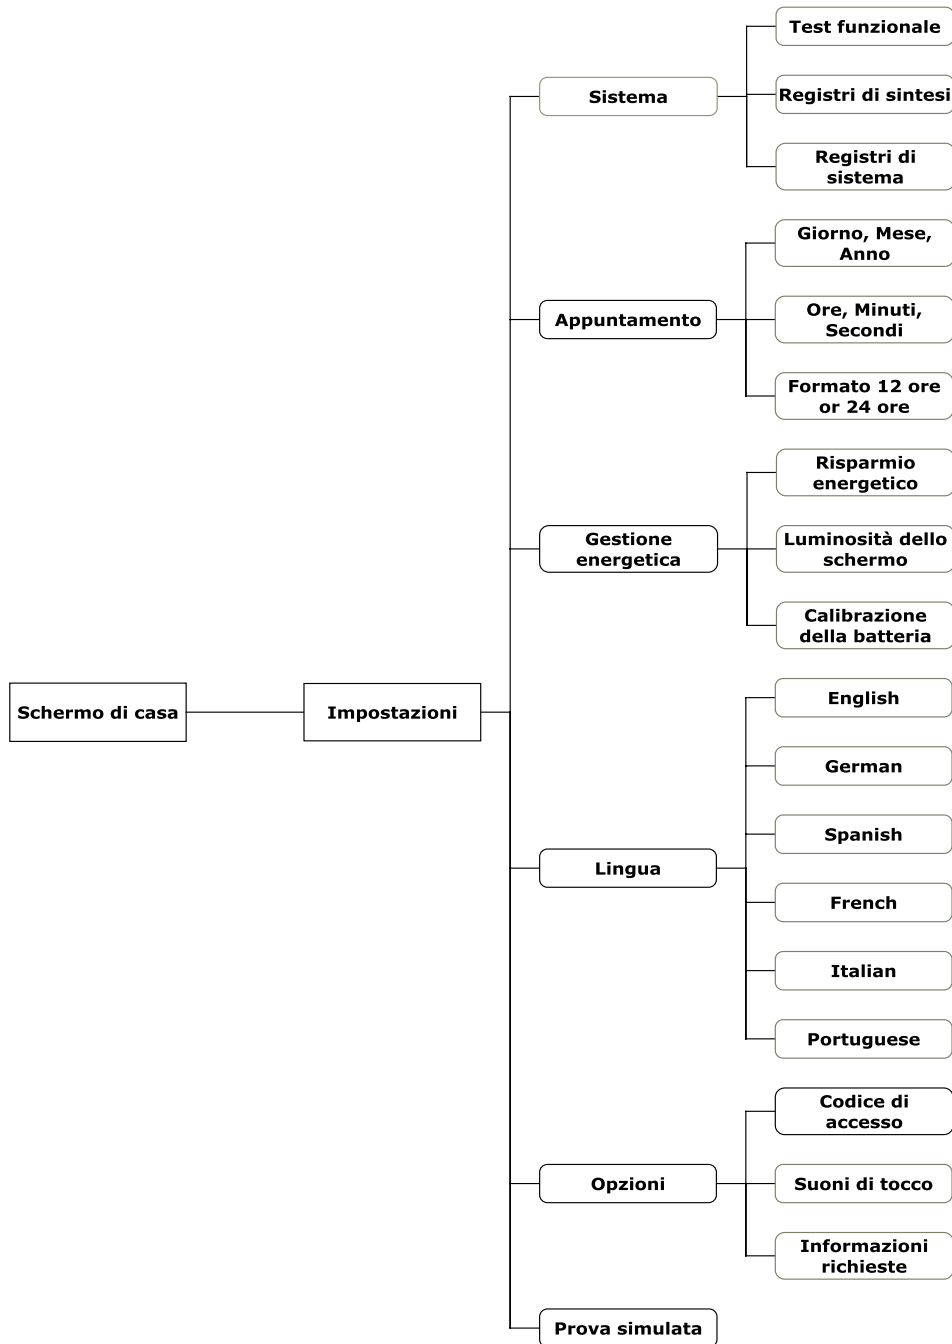 Schermo di casa
Impostazioni
Sistema
Test funzionale
Registri di sintesi
Registri di
sistema
Appuntamento
Giorno, Mese,
Anno
Ore, Minuti,
Secondi
Formato 12 ore
or 24 ore
Gestione
energetica
Risparmio
energetico
Luminosità dello
schermo
Calibrazione
della batteria
Lingua
English
German
Spanish
French
Italian
Portuguese
Opzioni
Codice di
accesso
Suoni di tocco
Informazioni
richieste
Prova simulata